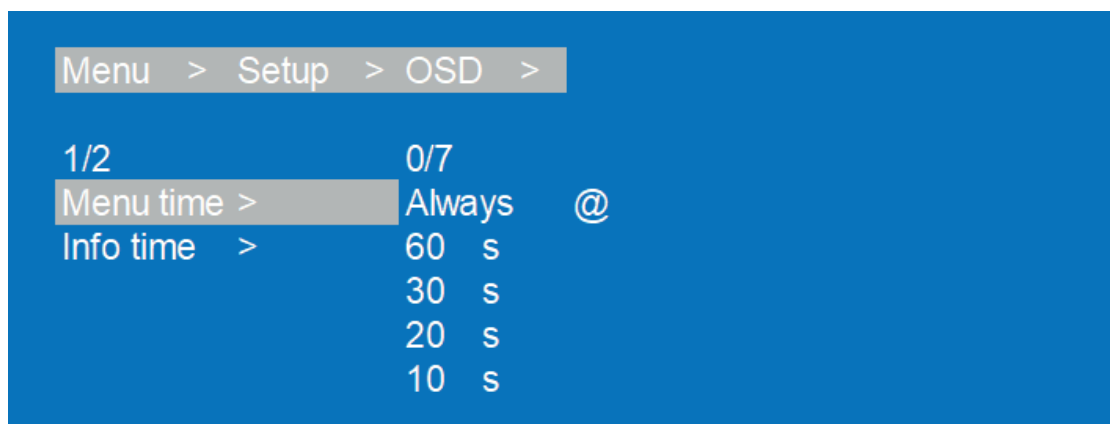 Menu > Setup > OSD >
1/2 0/7
Menu time > Always @
Info time > 60 s
30 s
20 s
10 s